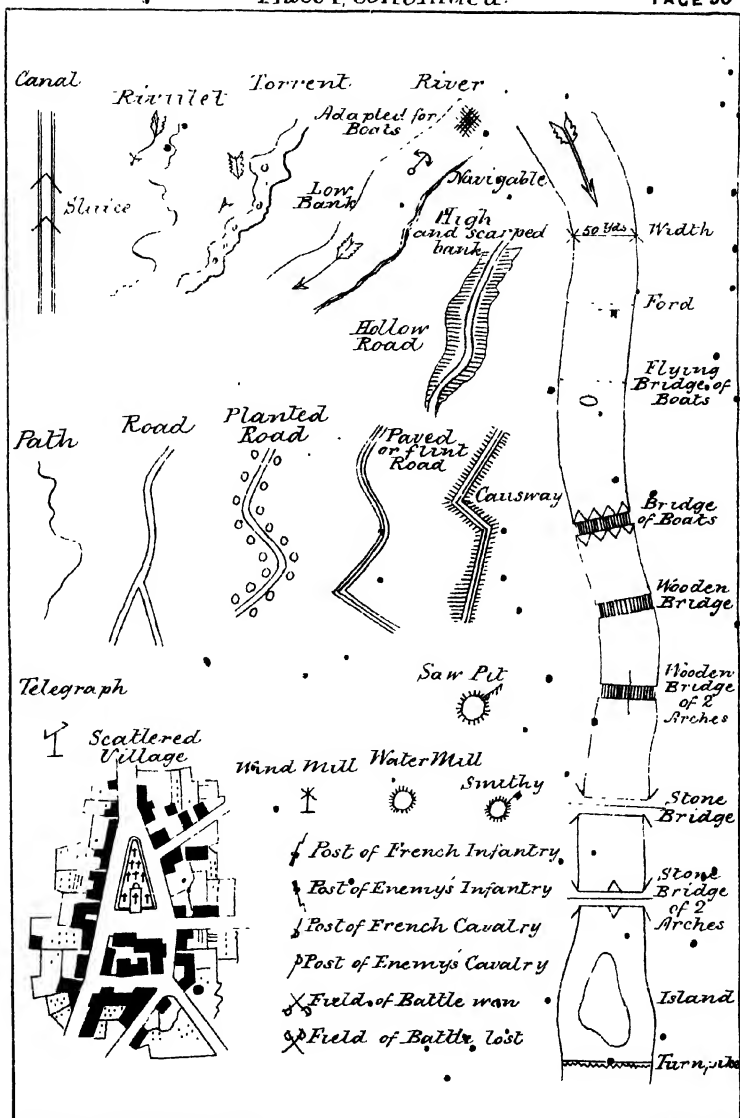 continued.
PAGE 30
Canal
Rivulet
Torrent
River
Adapted for
Boats
Sluice
Low
Bank
Navigable
High
and scarped
bank
50 Yds
Width
Ford
Hollow
Road
Flying
Bridge of
Boats
Path
Road
Planted
Road
Paved
or flint
Road
Causway
Bridge
of Boats
Wooden
Bridge
Telegraph
Saw Pit
Wooden
Bridge
of 2
Arches
Scattered
Village
Wind Mill
Water Mill
Smithy
Stone
Bridge
Post of French Infantry
Post of Enemy's Infantry
Post of French Cavalry
Post of Enemy's Cavalry
Field of Battle won
Field of Battle lost
Stone
Bridge
of 2
Arches
Island
Turnpike